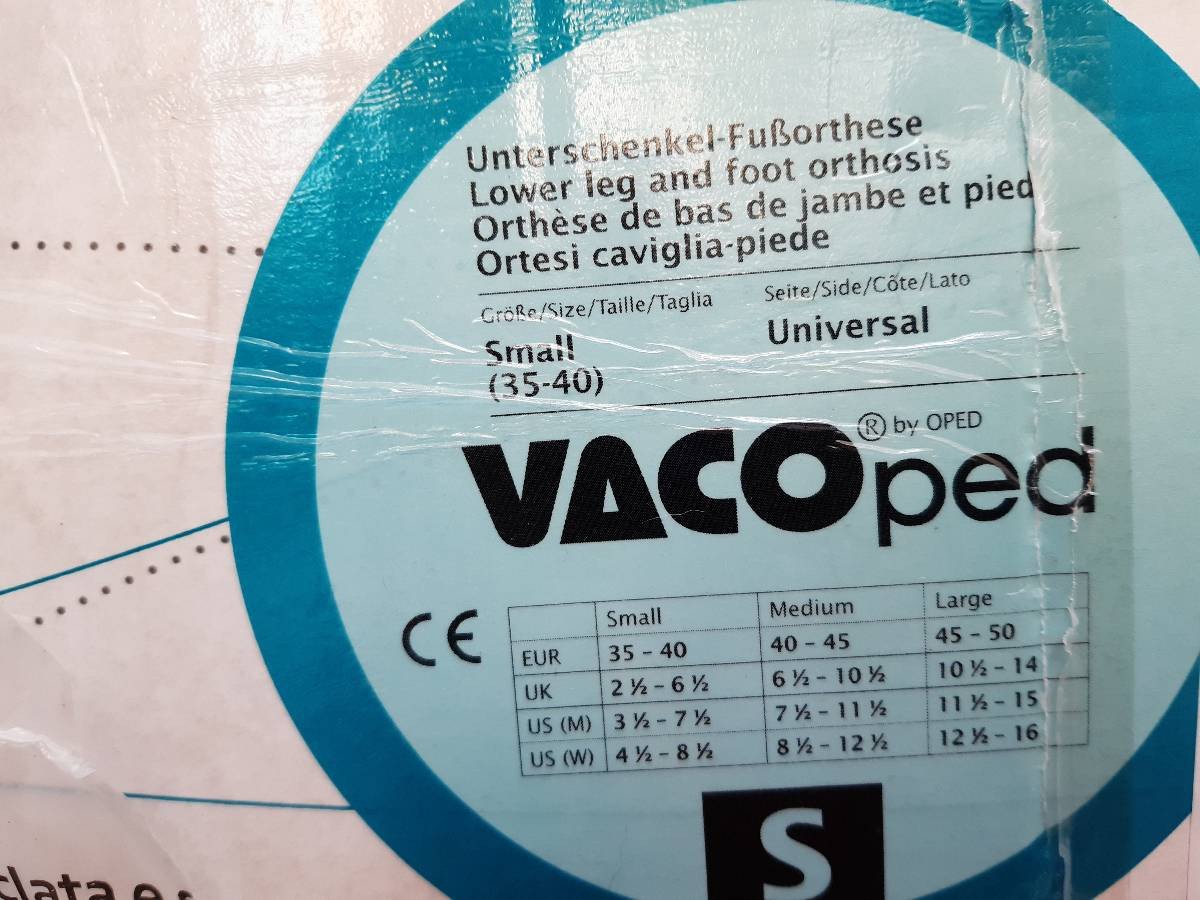 Unterschenkel-Fußorthese
Lower leg and foot orthosis
Orthèse de bas de jambe et pied
Ortesi caviglia-piede
Größe/Size/Taille/Taglia Seite/Side/Cõte/Lato
Small Universal
(35-40)
VACOped ® by OPED
CE
Small Medium Large
EUR 35 – 40 40 – 45 45 – 50
UK 2 ½ – 6 ½ 6 ½ – 10 ½ 10 ½ – 14
US (M) 3 ½ – 7 ½ 7 ½ – 11 ½ 11 ½ – 15
US (W) 4 ½ – 8 ½ 8 ½ – 12 ½ 12 ½ – 16
S